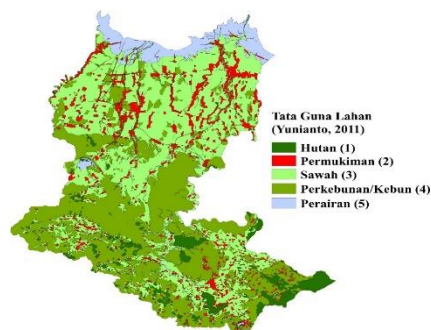 Tata Guna Lahan
(Yunianto, 2011)
Hutan (1)
Permukiman (2)
Sawah (3)
Perkebunan/Kebun (4)
Perairan (5)